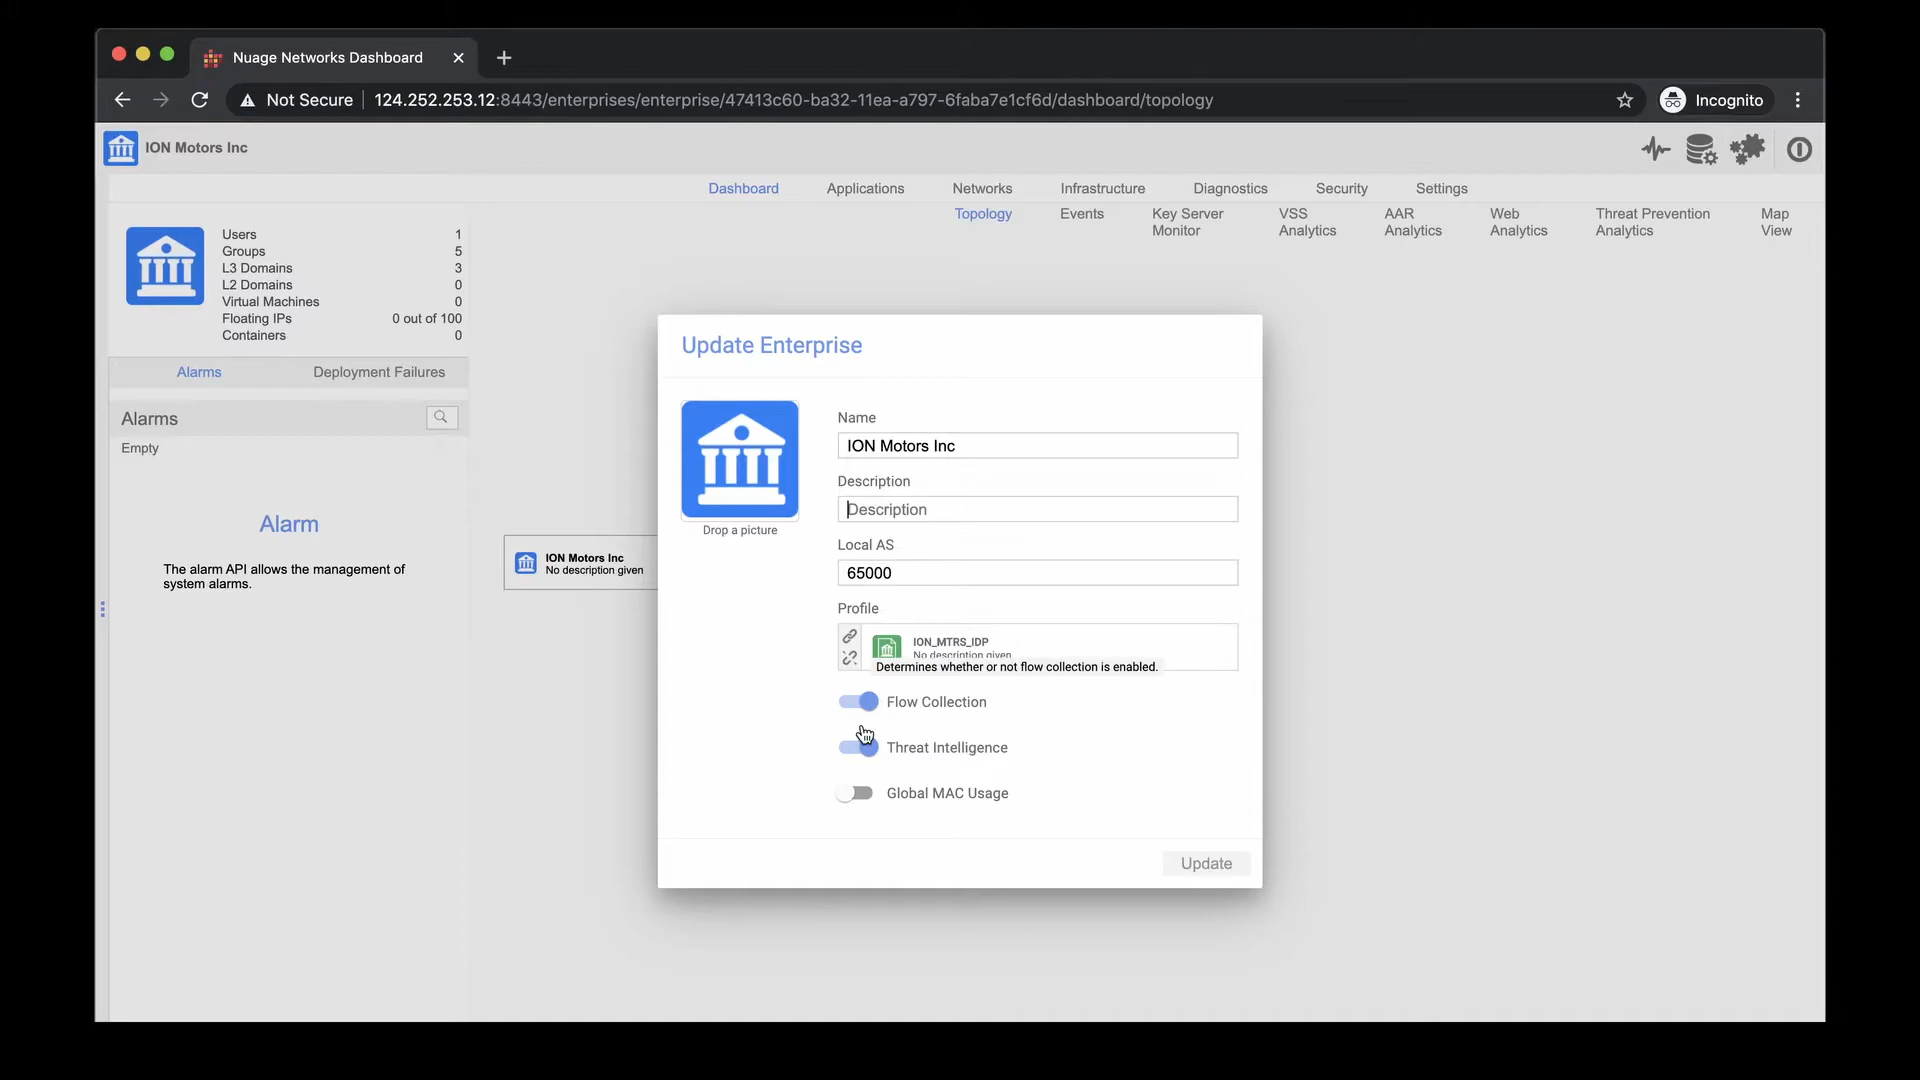 Nuage Networks Dashboard
Not Secure
124.252.253.12:8443/enterprises/enterprise/47413c60-ba32-11ea-a797-6faba7e1cf6d/dashboard/topology
Incognito
ION Motors Inc
Dashboard
Applications
Networks
Infrastructure
Diagnostics
Security
Settings
Topology
Events
Key Server
Monitor
VSS
Analytics
AAR
Analytics
Web
Analytics
Threat Prevention
Analytics
Map
View
Users 1
Groups 5
L3 Domains 3
L2 Domains 0
Virtual Machines 0
Floating IPs 0 out of 100
Containers 0
Alarms
Deployment Failures
Alarms
Empty
Alarm
The alarm API allows the management of
system alarms.
ION Motors Inc
No description given
Update Enterprise
Drop a picture
Name
ION Motors Inc
Description
Description
Local AS
65000
Profile
ION_MTRS_IDP
No description given
Determines whether or not flow collection is enabled.
Flow Collection
Threat Intelligence
Global MAC Usage
Update